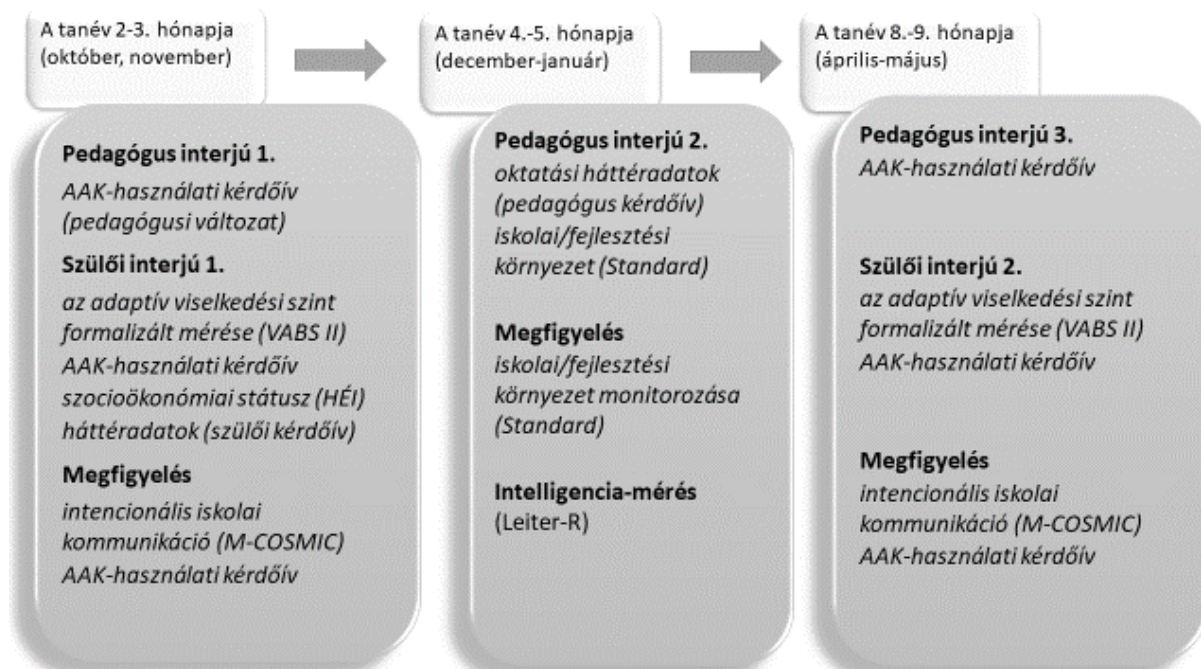 A tanév 2-3. hónapja
(október, november)
Pedagógus interjú 1.
AAK-használati kérdőív
(pedagógusi változat)
Szülői interjú 1.
az adaptív viselkedési szint
formalizált mérése (VABS II)
AAK-használati kérdőív
szocioökonómiai státusz (HÉI)
háttéradatok (szülői kérdőív)
Megfigyelés
intencionális iskolai
kommunikáció (M-COSMIC)
AAK-használati kérdőív
A tanév 4.-5. hónapja
(december-január)
Pedagógus interjú 2.
oktatási háttéradatok
(pedagógus kérdőív)
iskolai/fejlesztési
környezet (Standard)
Megfigyelés
iskolai/fejlesztési
környezet monitorozása
(Standard)
Intelligencia-mérés
(Leiter-R)
A tanév 8.-9. hónapja
(április-május)
Pedagógus interjú 3.
AAK-használati kérdőív
Szülői interjú 2.
az adaptív viselkedési szint
formalizált mérése (VABS II)
AAK-használati kérdőív
Megfigyelés
intencionális iskolai
kommunikáció (M-COSMIC)
AAK-használati kérdőív